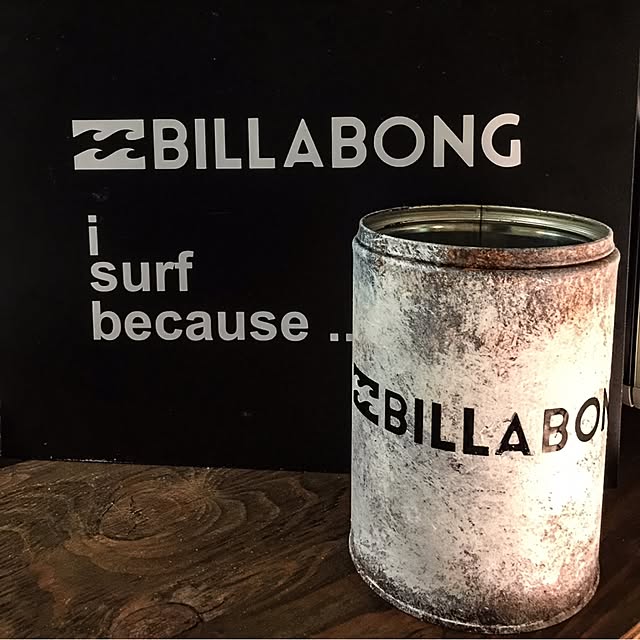 BILLABONG
i
surf
because ..
BILLABON